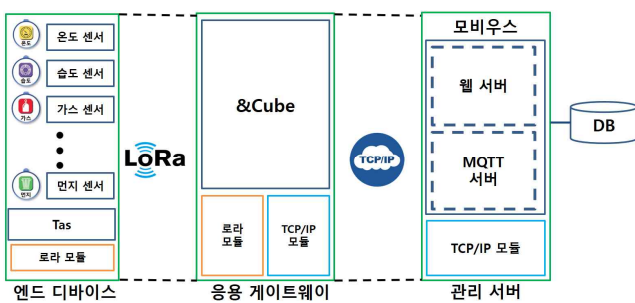 온도
온도 센서
습도
습도 센서
가스
가스 센서
먼지
먼지 센서
Tas
로라 모듈
엔드 디바이스
LoRa
&Cube
로라
모듈
TCP/IP
모듈
응용 게이트웨이
TCP/IP
모비우스
웹 서버
MQTT
서버
TCP/IP 모듈
관리 서버
DB